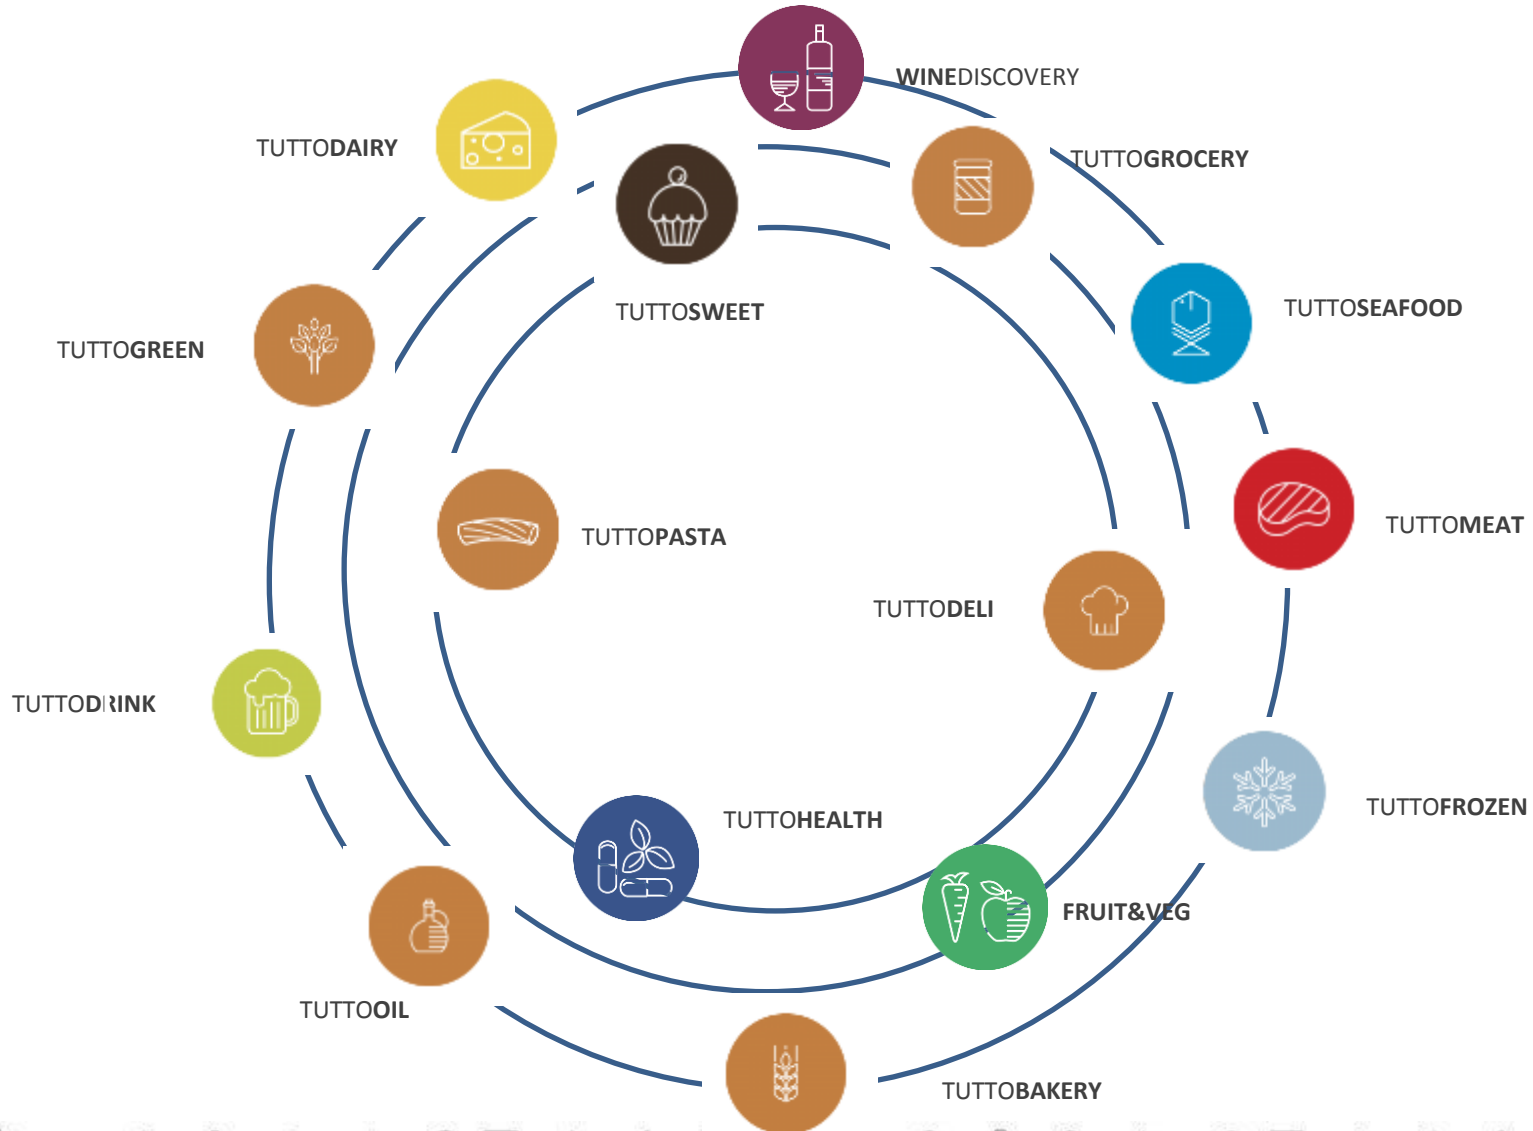 WINEDISCOVERY
TUTTODAIRY
TUTTOGROCERY
TUTTOSWEET
TUTTOSEAFOOD
TUTTOGREEN
TUTTOPASTA
TUTTOMEAT
TUTTODELI
TUTTODRINK
TUTTOHEALTH
TUTTOFROZEN
FRUIT&VEG
TUTTOOIL
TUTTOBAKERY